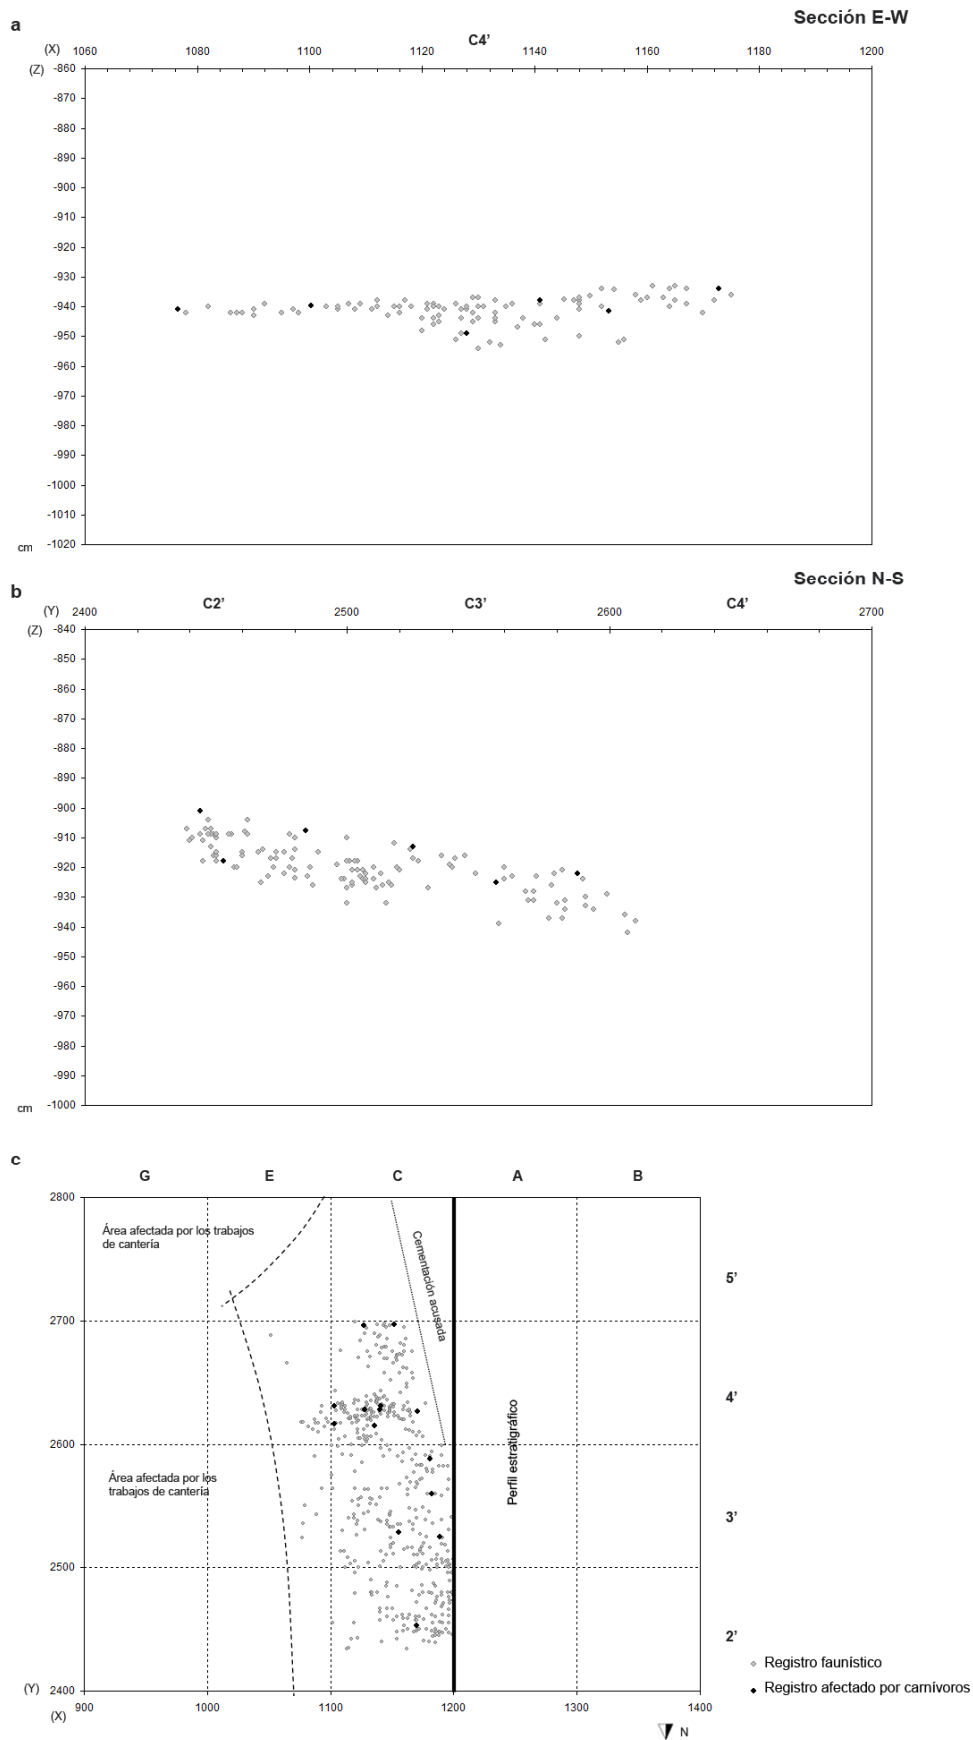 a
Sección E-W
C4’
(X)
1060 1080 1100 1120 1140 1160 1180 1200
(Z)
-860
-870
-880
-890
-900
-910
-920
-930
-940
-950
-960
-970
-980
-990
-1000
-1010
-1020
cm
Sección N-S
b
C2’ C3’ C4’
(Y)
2400 2500 2600 2700
(Z)
-840
-850
-860
-870
-880
-890
-900
-910
-920
-930
-940
-950
-960
-970
-980
-990
-1000
cm
c
G E C A B
2800
Área afectada por los trabajos
de cantería
Cementación acusada
5’
2700
4’
2600
Perfil estratigráfico
Área afectada por los
trabajos de cantería
3’
2500
2’
Registro faunístico
Registro afectado por carnívoros
(Y)
2400
900 1000 1100 1200 1300 1400
(X)
N